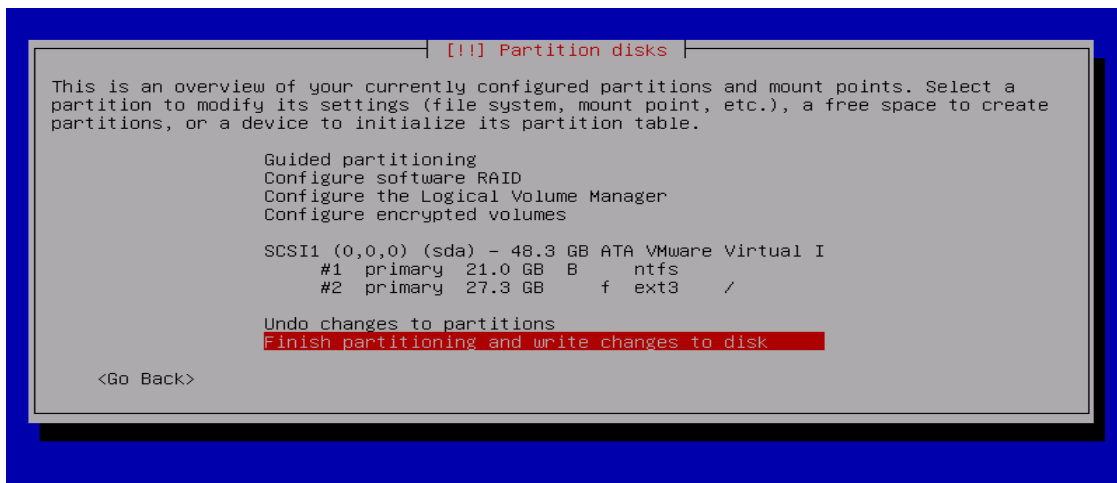 [!!] Partition disks
This is an overview of your currently configured partitions and mount points. Select a
partition to modify its settings (file system, mount point, etc.), a free space to create
partitions, or a device to initialize its partition table.
Guided partitioning
Configure software RAID
Configure the Logical Volume Manager
Configure encrypted volumes
SCSI1 (0,0,0) (sda) – 48.3 GB ATA VMware Virtual I
#1 primary 21.0 GB B ntfs
#2 primary 27.3 GB f ext3 /
Undo changes to partitions
Finish partitioning and write changes to disk
<Go Back>